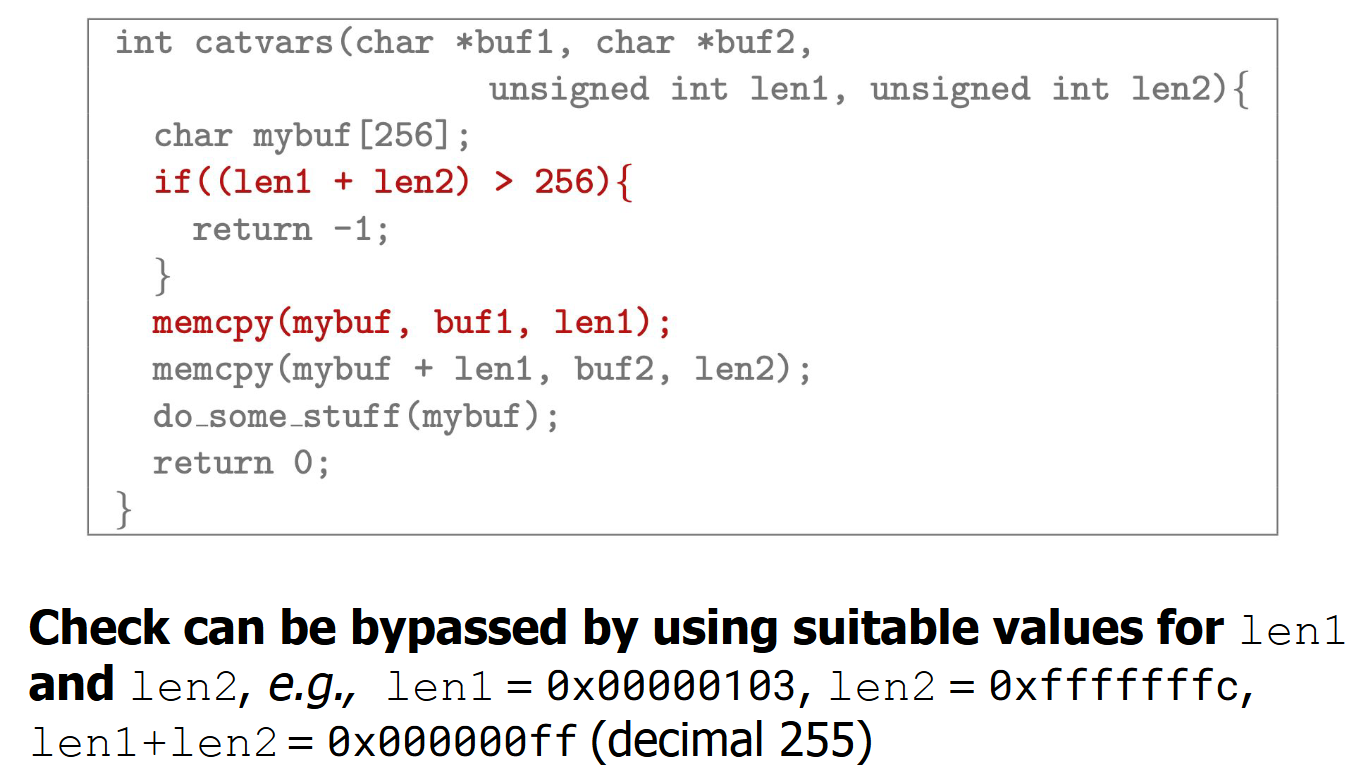 int catvars(char *buf1, char *buf2,
unsigned int len1, unsigned int len2){
char mybuf[256];
if((len1 + len2) > 256){
return -1;
}
memcpy(mybuf, buf1, len1);
memcpy(mybuf + len1, buf2, len2);
do_some_stuff(mybuf);
return 0;
}
Check can be bypassed by using suitable values for len1
and len2, e.g., len1 = 0x00000103, len2 = 0xfffffffc,
len1+len2 = 0x000000ff (decimal 255)